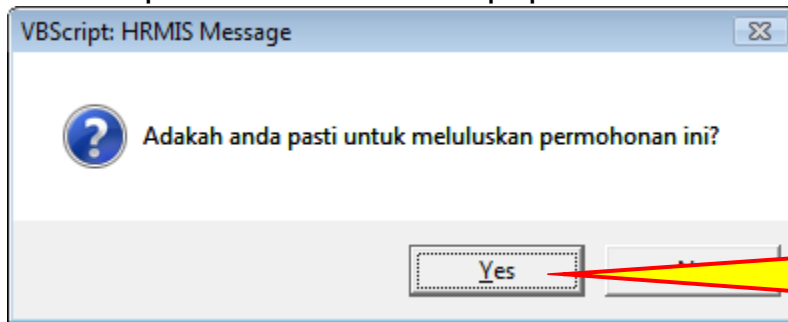 VBScript: HRMIS Message
Adakah anda pasti untuk meluluskan permohonan ini?
Yes